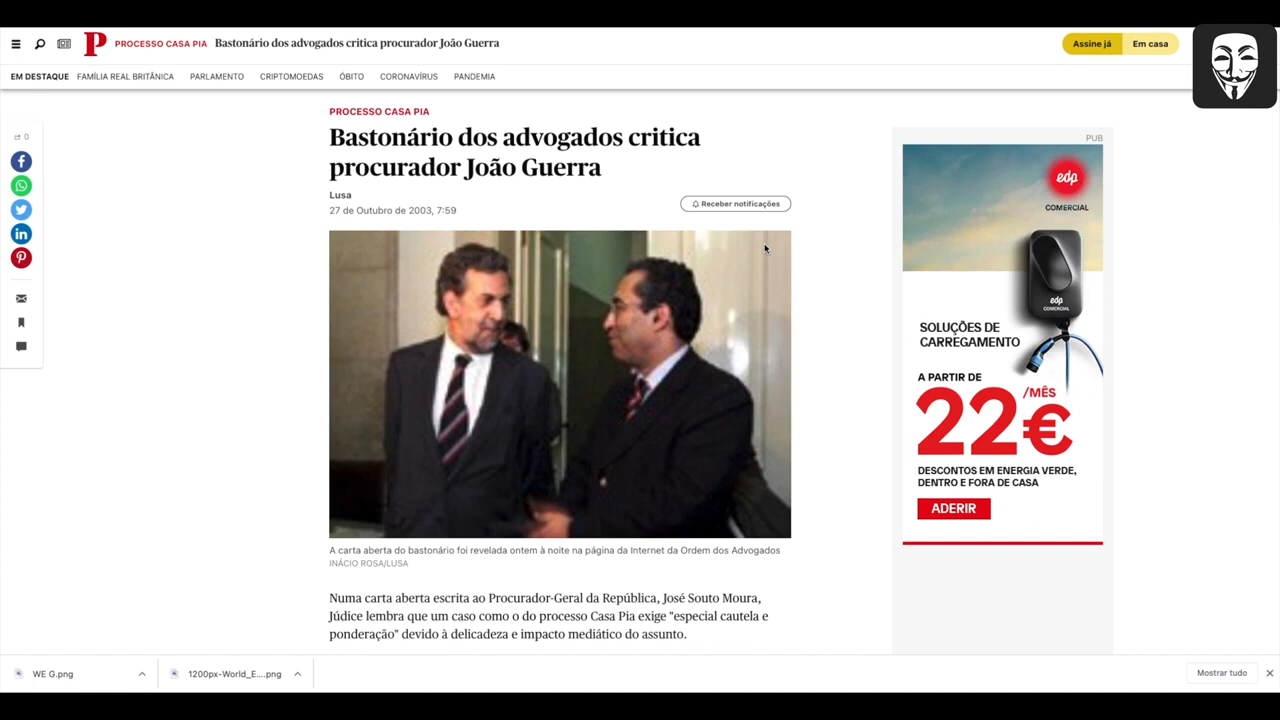 P
PROCESSO CASA PIA
Bastonário dos advogados critica procurador João Guerra
Assine já
Em casa
EM DESTAQUE
FAMÍLIA REAL BRITÂNICA
PARLAMENTO
CRIPTOMOEDAS
ÓBITO
CORONAVÍRUS
PANDEMIA
0
PROCESSO CASA PIA
Bastonário dos advogados critica
procurador João Guerra
Lusa
27 de Outubro de 2003, 7:59
Receber notificações
A carta aberta do bastonário foi revelada ontem à noite na página da Internet da Ordem dos Advogados
INÁCIO ROSA/LUSA
Numa carta aberta escrita ao Procurador-Geral da República, José Souto Moura,
Júdice lembra que um caso como o do processo Casa Pia exige "especial cautela e
ponderação" devido à delicadeza e impacto mediático do assunto.
PUB
edp
COMERCIAL
edp
COMERCIAL
SOLUÇÕES DE
CARREGAMENTO
A PARTIR DE
22€/MÊS
DESCONTOS EM ENERGIA VERDE,
DENTRO E FORA DE CASA
ADERIR
WE G.png
1200px-World_E....png
Mostrar tudo